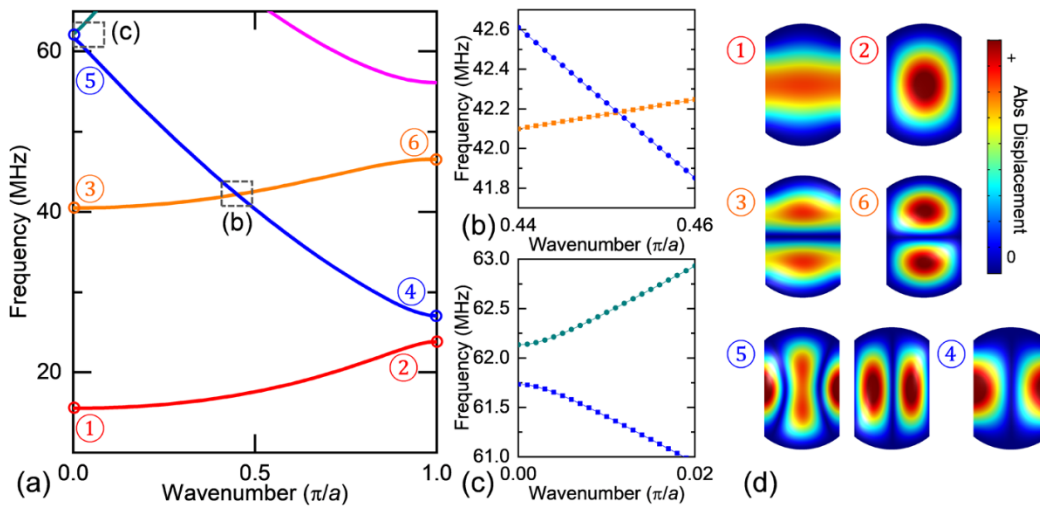 60
40
20
Frequency (MHz)
0.0
0.5
1.0
Wavenumber (π/a)
(a)
(c)
⑤
③
⑥
(b)
④
②
①
42.6
42.4
42.2
42.0
41.8
Frequency (MHz)
0.44
0.46
(b)
Wavenumber (π/a)
63.0
62.5
62.0
61.5
61.0
Frequency (MHz)
0.00
0.02
(c)
Wavenumber (π/a)
(d)
①
②
③
⑥
⑤
④
+
Abs Displacement
0